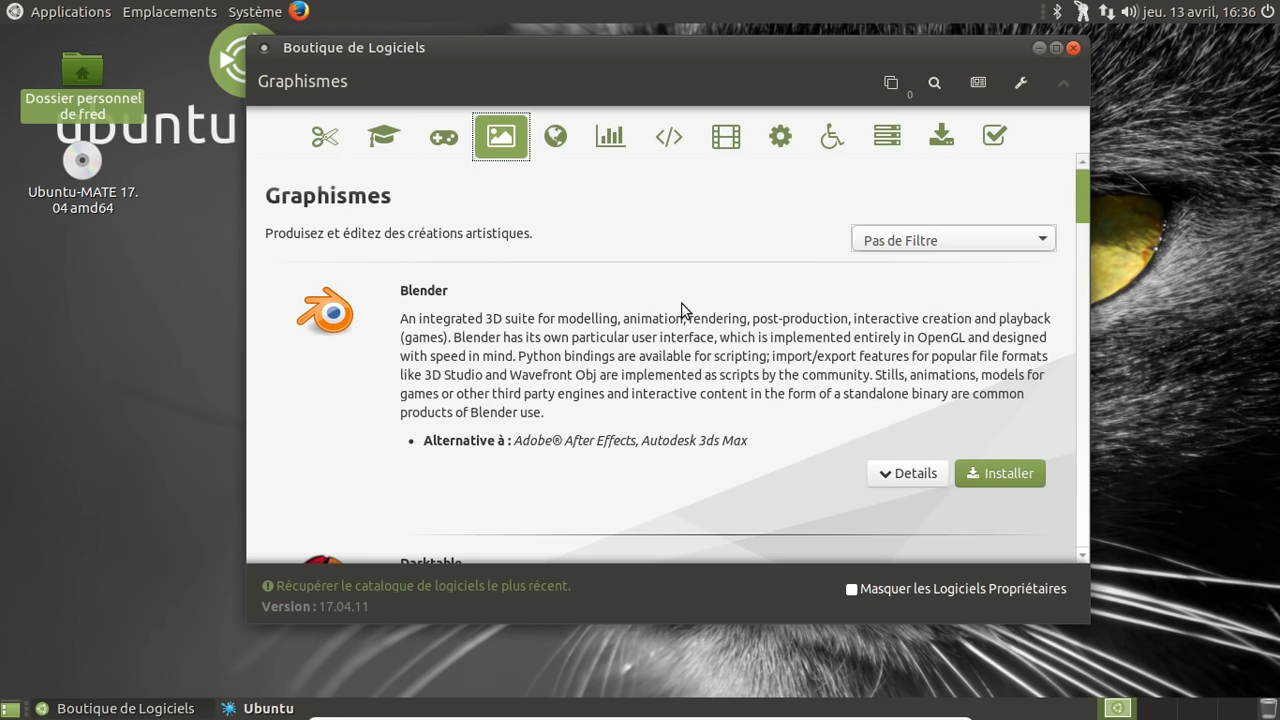 Applications Emplacements Système jeu. 13 avril, 16:36
Dossier personnel
de fred
ubuntu
Ubuntu-MATE 17.
04 amd64
Boutique de Logiciels
Graphismes
0
Graphismes
Produisez et éditez des créations artistiques.
Pas de Filtre
Blender
An integrated 3D suite for modelling, animation, rendering, post-production, interactive creation and playback
(games). Blender has its own particular user interface, which is implemented entirely in OpenGL and designed
with speed in mind. Python bindings are available for scripting; import/export features for popular file formats
like 3D Studio and Wavefront Obj are implemented as scripts by the community. Stills, animations, models for
games or other third party engines and interactive content in the form of a standalone binary are common
products of Blender use.
Alternative à : Adobe® After Effects, Autodesk 3ds Max
Details Installer
Darktable
Récupérer le catalogue de logiciels le plus récent.
Masquer les Logiciels Propriétaires
Version : 17.04.11
Boutique de Logiciels Ubuntu